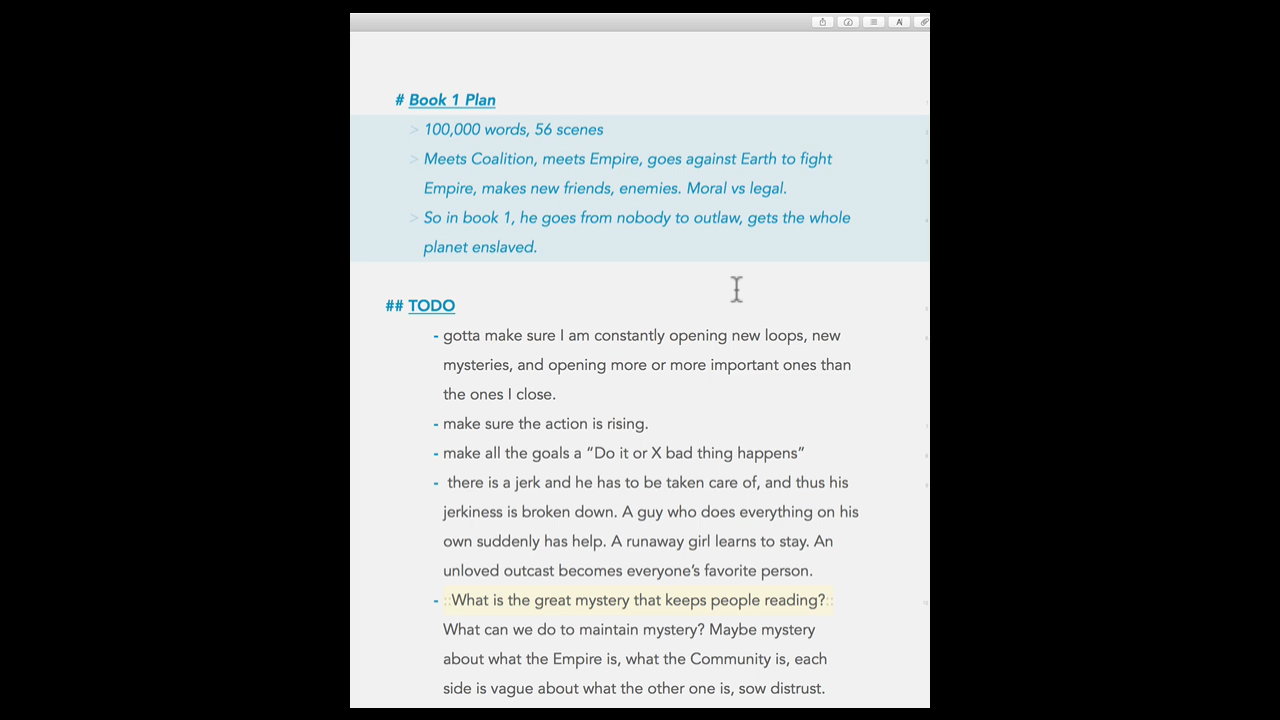 # Book 1 Plan
> 100,000 words, 56 scenes
> Meets Coalition, meets Empire, goes against Earth to fight
Empire, makes new friends, enemies. Moral vs legal.
> So in book 1, he goes from nobody to outlaw, gets the whole
planet enslaved.
## TODO
- gotta make sure I am constantly opening new loops, new
mysteries, and opening more or more important ones than
the ones I close.
- make sure the action is rising.
- make all the goals a “Do it or X bad thing happens”
- there is a jerk and he has to be taken care of, and thus his
jerkiness is broken down. A guy who does everything on his
own suddenly has help. A runaway girl learns to stay. An
unloved outcast becomes everyone’s favorite person.
- ::What is the great mystery that keeps people reading?::
What can we do to maintain mystery? Maybe mystery
about what the Empire is, what the Community is, each
side is vague about what the other one is, sow distrust.